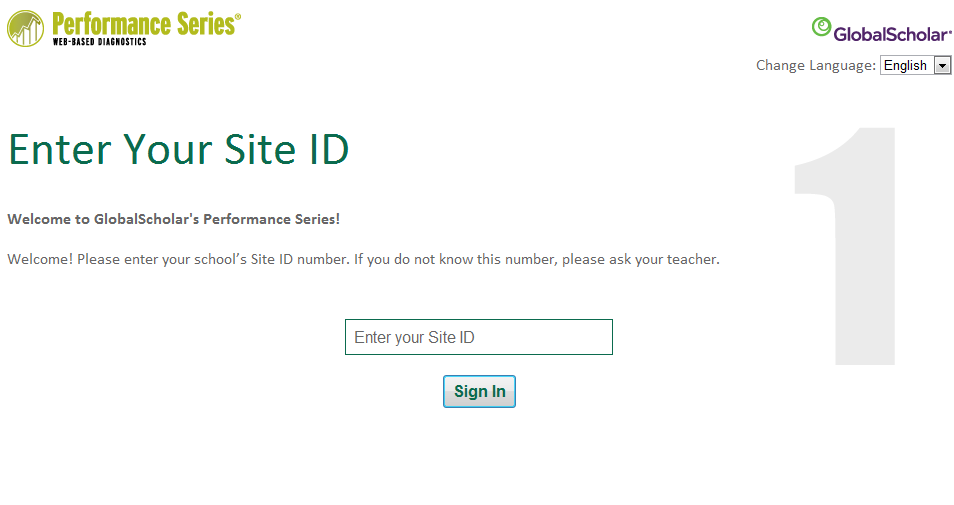 Performance Series®
WEB-BASED DIAGNOSTICS
GlobalScholar
Change Language: English
1
Enter Your Site ID
Welcome to GlobalScholar's Performance Series!
Welcome! Please enter your school’s Site ID number. If you do not know this number, please ask your teacher.
Enter your Site ID
Sign In